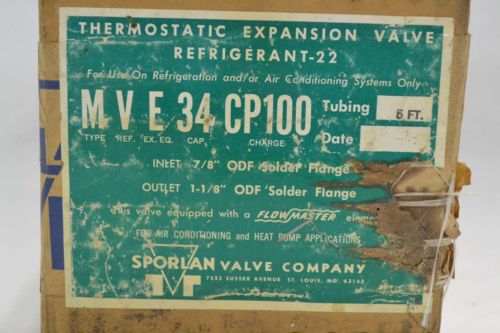 THERMOSTATIC EXPANSION VALVE
REFRIGERANT-22
For Use On Refrigeration and/or Air Conditioning Systems Only
M V E 34 CP100 Tubing 5 FT.
TYPE REF. EX. EQ. CAP. CHARGE Date
INLET 7/8" ODF Solder Flange
OUTLET 1-1/8" ODF Solder Flange
This valve equipped with a FLOWMASTER eleme
FOR AIR CONDITIONING and HEAT PUMP APPLICATIONS
SPORLAN VALVE COMPANY
7525 SUSSEX AVENUE ST. LOUIS, MO. 63143